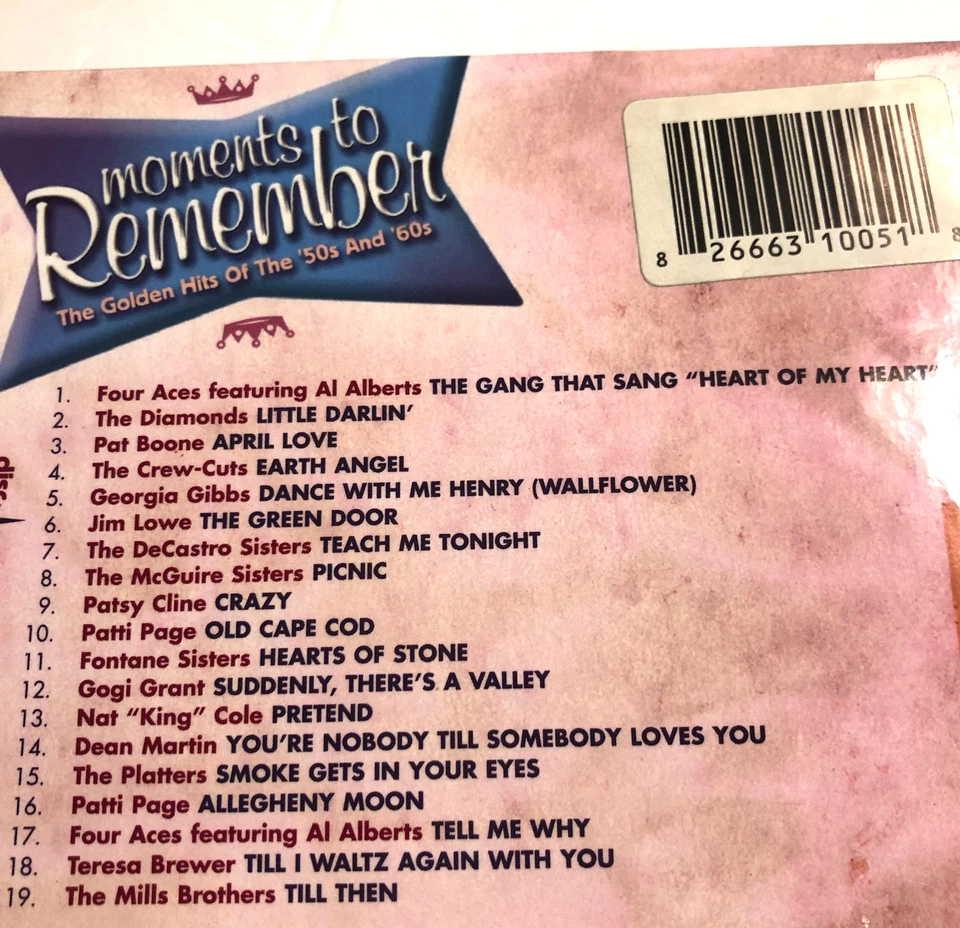 moments to
Remember
The Golden Hits Of The '50s And '60s
8 26663 10051 8
disc
1. Four Aces featuring Al Alberts THE GANG THAT SANG "HEART OF MY HEART"
2. The Diamonds LITTLE DARLIN'
3. Pat Boone APRIL LOVE
4. The Crew-Cuts EARTH ANGEL
5. Georgia Gibbs DANCE WITH ME HENRY (WALLFLOWER)
6. Jim Lowe THE GREEN DOOR
7. The DeCastro Sisters TEACH ME TONIGHT
8. The McGuire Sisters PICNIC
9. Patsy Cline CRAZY
10. Patti Page OLD CAPE COD
11. Fontane Sisters HEARTS OF STONE
12. Gogi Grant SUDDENLY, THERE'S A VALLEY
13. Nat "King" Cole PRETEND
14. Dean Martin YOU'RE NOBODY TILL SOMEBODY LOVES YOU
15. The Platters SMOKE GETS IN YOUR EYES
16. Patti Page ALLEGHENY MOON
17. Four Aces featuring Al Alberts TELL ME WHY
18. Teresa Brewer TILL I WALTZ AGAIN WITH YOU
19. The Mills Brothers TILL THEN